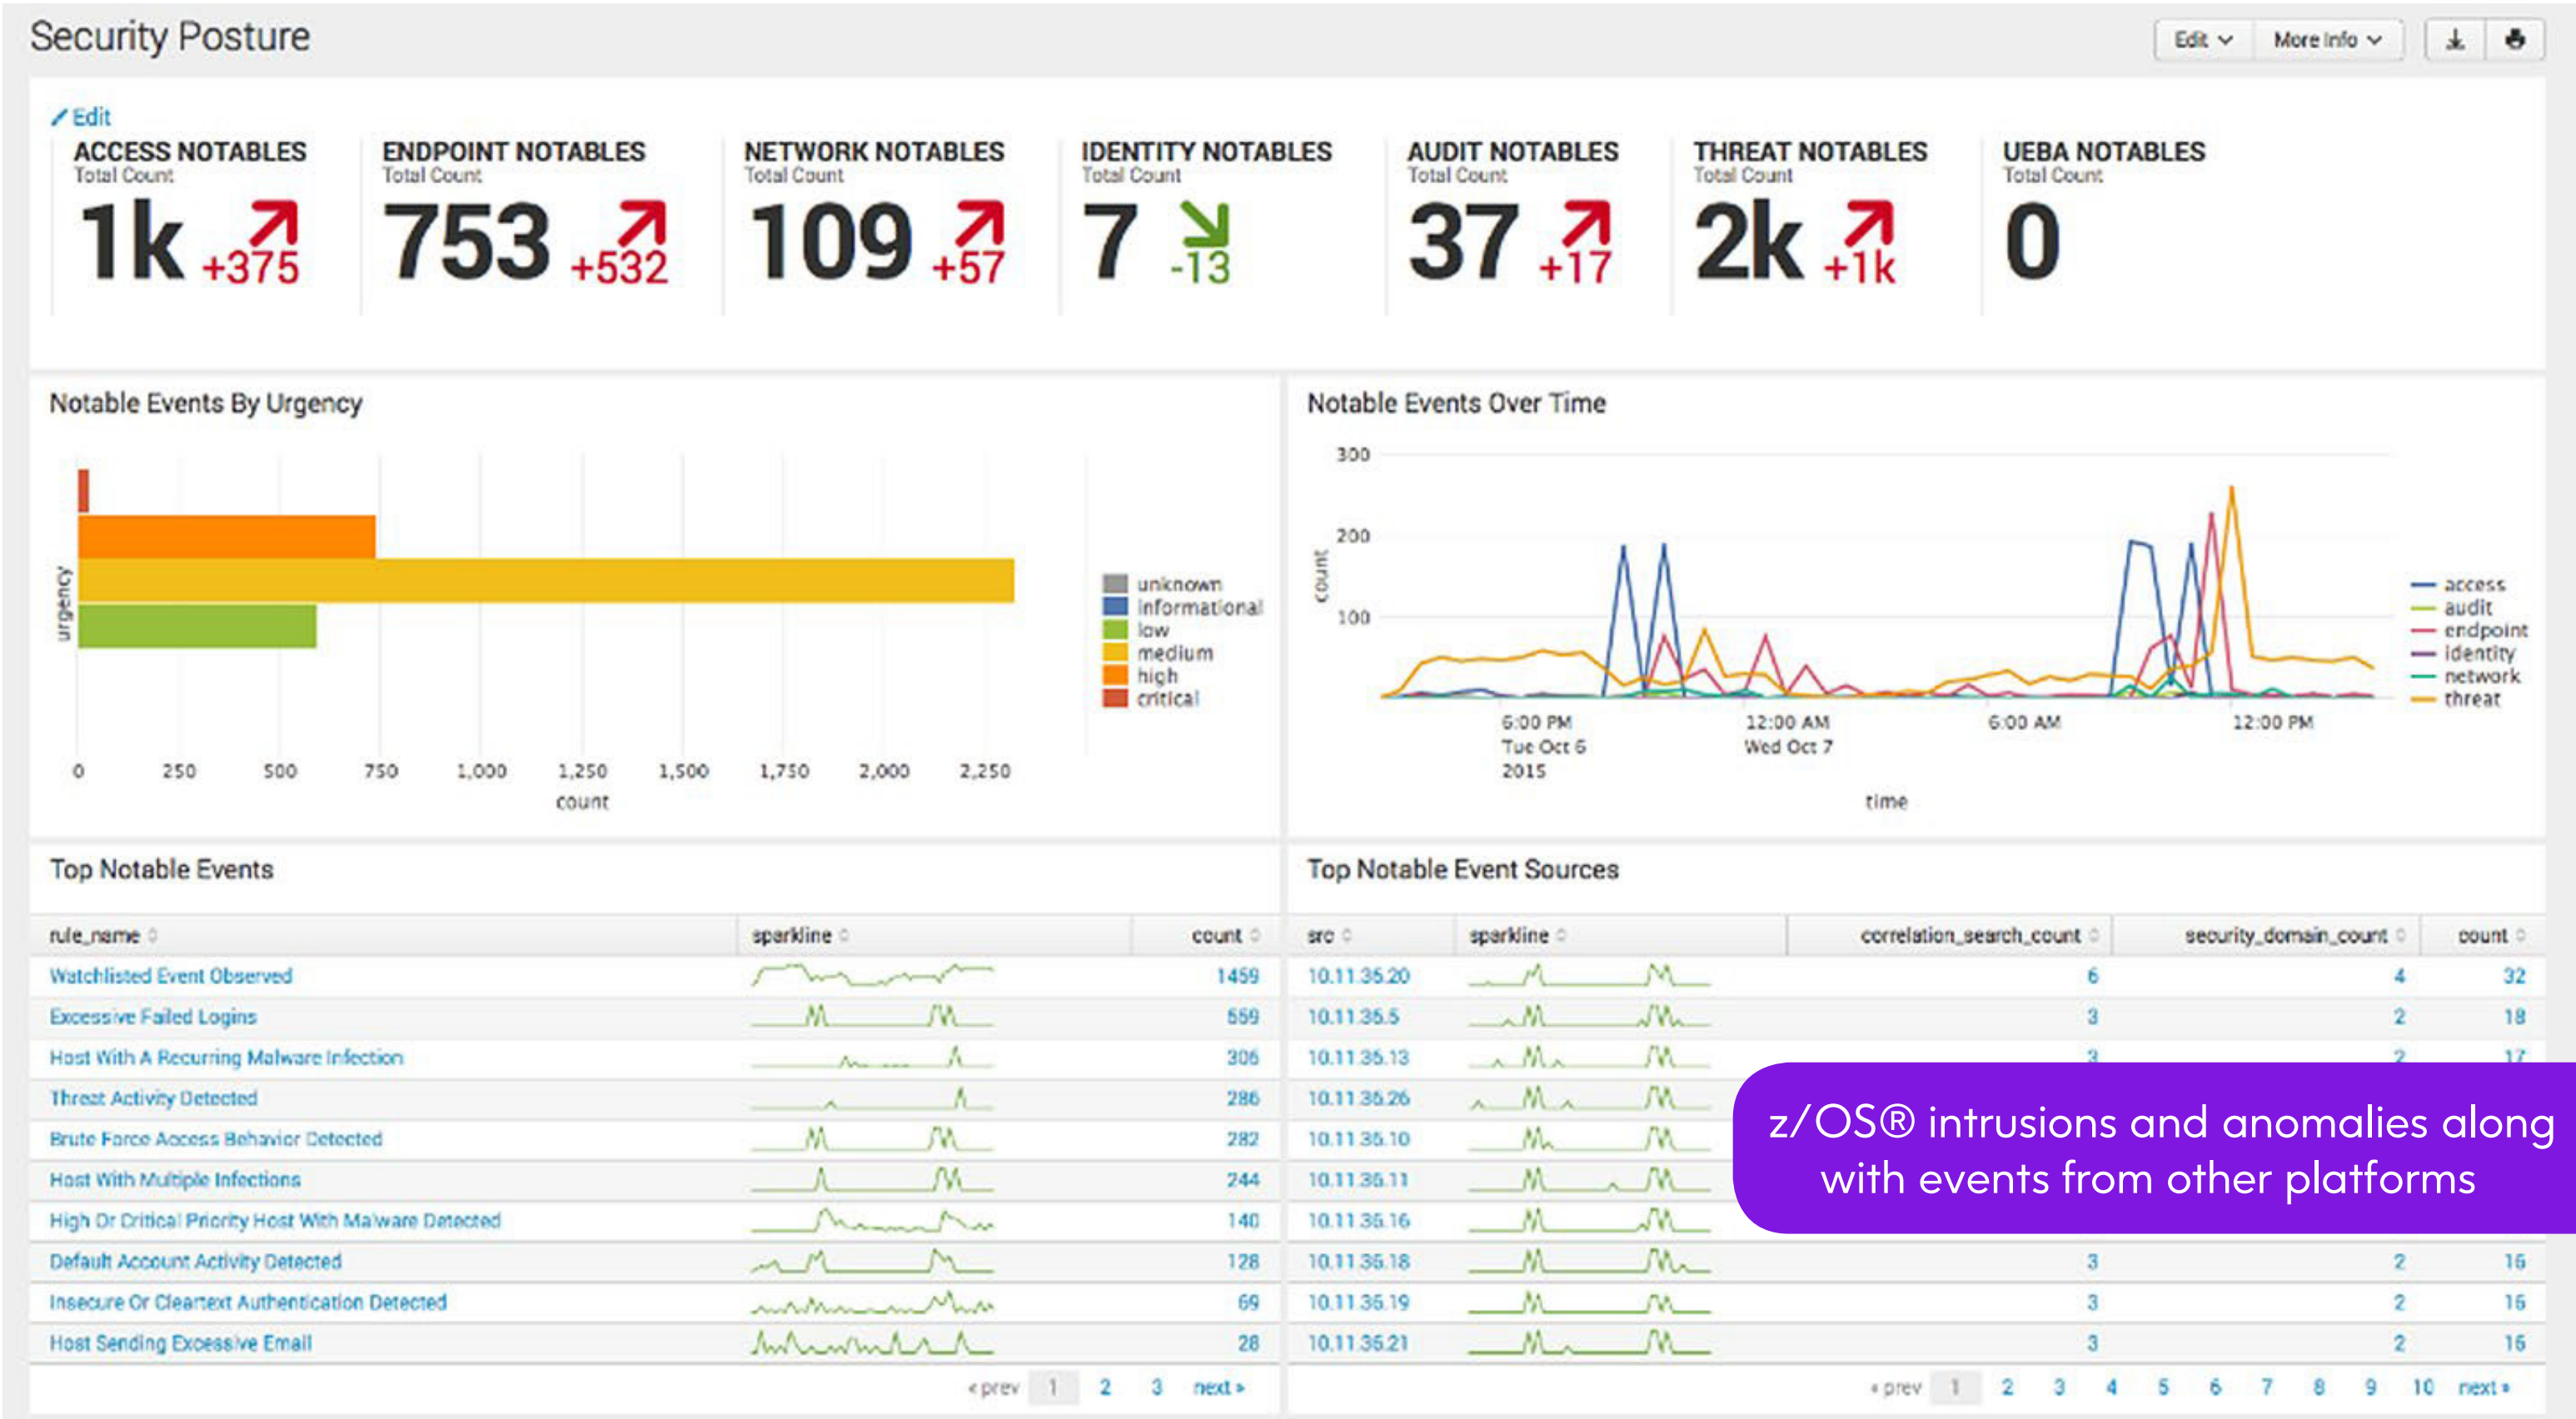 Security Posture
Edit
More Info
Edit
ACCESS NOTABLES
Total Count
1k +375
ENDPOINT NOTABLES
Total Count
753 +532
NETWORK NOTABLES
Total Count
109 +57
IDENTITY NOTABLES
Total Count
7 -13
AUDIT NOTABLES
Total Count
37 +17
THREAT NOTABLES
Total Count
2k +1k
UEBA NOTABLES
Total Count
0
Notable Events By Urgency
urgency
0 250 500 750 1,000 1,250 1,500 1,750 2,000 2,250
count
unknown
informational
low
medium
high
critical
Notable Events Over Time
300
200
100
count
6:00 PM 12:00 AM 6:00 AM 12:00 PM
Tue Oct 6 Wed Oct 7
2015
time
access
audit
endpoint
identity
network
threat
Top Notable Events
rule_name sparkline count
Watchlisted Event Observed 1459
Excessive Failed Logins 559
Host With A Recurring Malware Infection 306
Threat Activity Detected 286
Brute Force Access Behavior Detected 282
Host With Multiple Infections 244
High Or Critical Priority Host With Malware Detected 140
Default Account Activity Detected 128
Insecure Or Cleartext Authentication Detected 69
Host Sending Excessive Email 28
« prev 1 2 3 next »
Top Notable Event Sources
src sparkline correlation_search_count security_domain_count count
10.11.36.20 6 4 32
10.11.36.5 3 2 18
10.11.36.13 3 2 17
10.11.36.26
10.11.36.10
10.11.36.11
10.11.36.16
10.11.36.18 3 2 16
10.11.36.19 3 2 16
10.11.36.21 3 2 16
« prev 1 2 3 4 5 6 7 8 9 10 next »
z/OS® intrusions and anomalies along
with events from other platforms